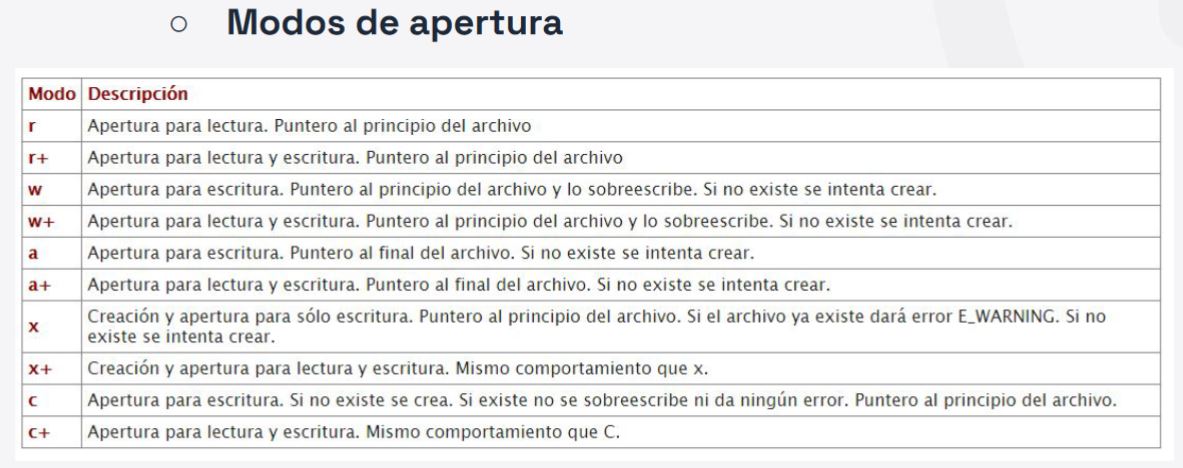 ○ Modos de apertura
Modo Descripción
r Apertura para lectura. Puntero al principio del archivo
r+ Apertura para lectura y escritura. Puntero al principio del archivo
w Apertura para escritura. Puntero al principio del archivo y lo sobreescribe. Si no existe se intenta crear.
w+ Apertura para lectura y escritura. Puntero al principio del archivo y lo sobreescribe. Si no existe se intenta crear.
a Apertura para escritura. Puntero al final del archivo. Si no existe se intenta crear.
a+ Apertura para lectura y escritura. Puntero al final del archivo. Si no existe se intenta crear.
x Creación y apertura para sólo escritura. Puntero al principio del archivo. Si el archivo ya existe dará error E_WARNING. Si no
existe se intenta crear.
x+ Creación y apertura para lectura y escritura. Mismo comportamiento que x.
c Apertura para escritura. Si no existe se crea. Si existe no se sobreescribe ni da ningún error. Puntero al principio del archivo.
c+ Apertura para lectura y escritura. Mismo comportamiento que C.